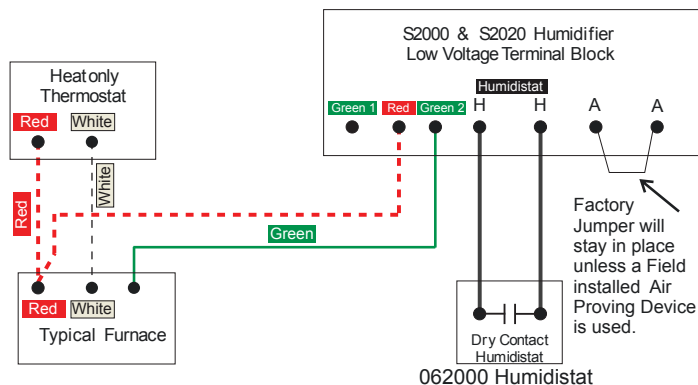 S2000 & S2020 Humidifier
Low Voltage Terminal Block
Humidistat
Green 1 Red Green 2 H H A A
Heatonly
Thermostat
Red White
Red
White
Green
Red White
Typical Furnace
Factory
Jumper will
stay in place
unless a Field
installed Air
Proving Device
is used.
Dry Contact
Humidistat
062000 Humidistat